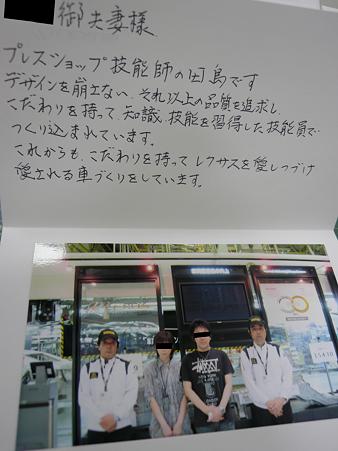 御夫妻様
プレスショップ技能師の田島です
デザインを崩さない、それ以上の品質を追求し
こだわりを持って、知識、技能を習得した技能員で
つくり込まれています。
これからも、こだわりを持って レクサスを愛しつづけ
愛される車づくりをしていきます。
15410